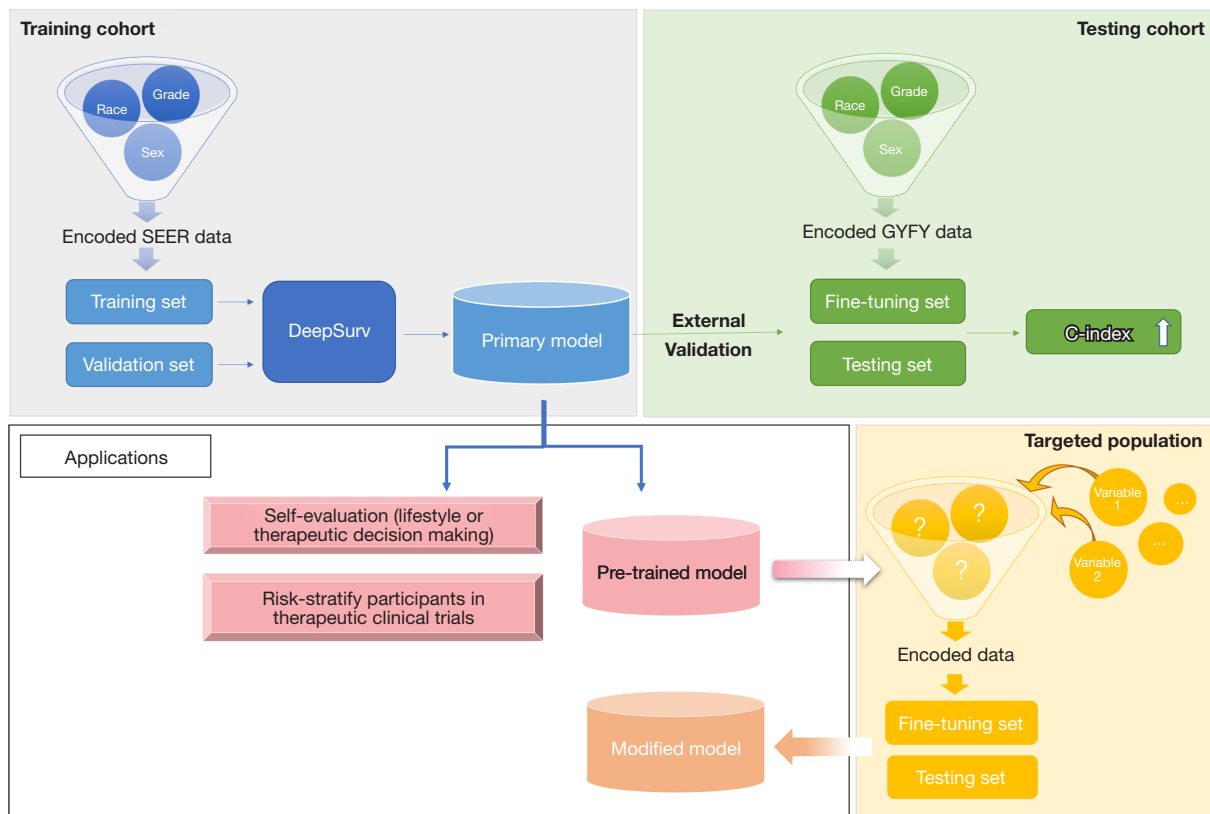 Training cohort
Race
Grade
Sex
Encoded SEER data
Training set
Validation set
DeepSurv
Primary model
External
Validation
Testing cohort
Race
Grade
Sex
Encoded GYFY data
Fine-tuning set
Testing set
C-index
Applications
Self-evaluation (lifestyle or
therapeutic decision making)
Risk-stratify participants in
therapeutic clinical trials
Pre-trained model
Modified model
Targeted population
?
?
?
Variable
1
...
...
Variable
2
Encoded data
Fine-tuning set
Testing set